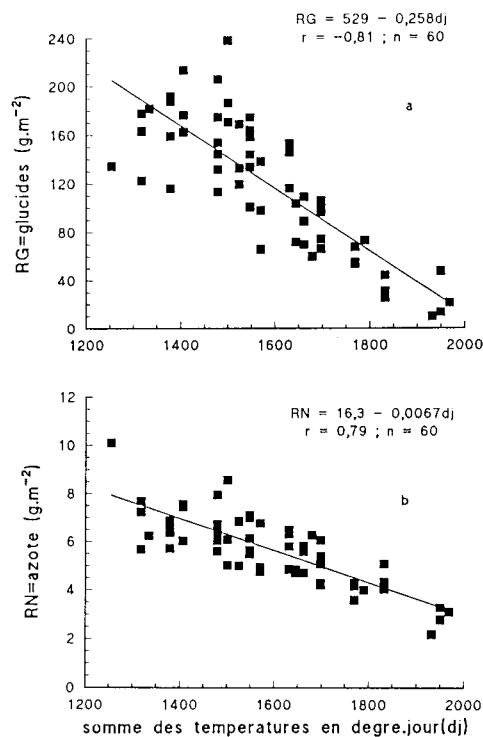 RG = 529 – 0,258dj
r = –0,81 ; n = 60
a
RG=glucides (g.m⁻²)
240
200
160
120
80
40
0
1200 1400 1600 1800 2000
RN = 16,3 – 0,0067dj
r = 0,79 ; n = 60
b
RN=azote (g.m⁻²)
12
10
8
6
4
2
0
1200 1400 1600 1800 2000
somme des temperatures en degre.jour(dj)